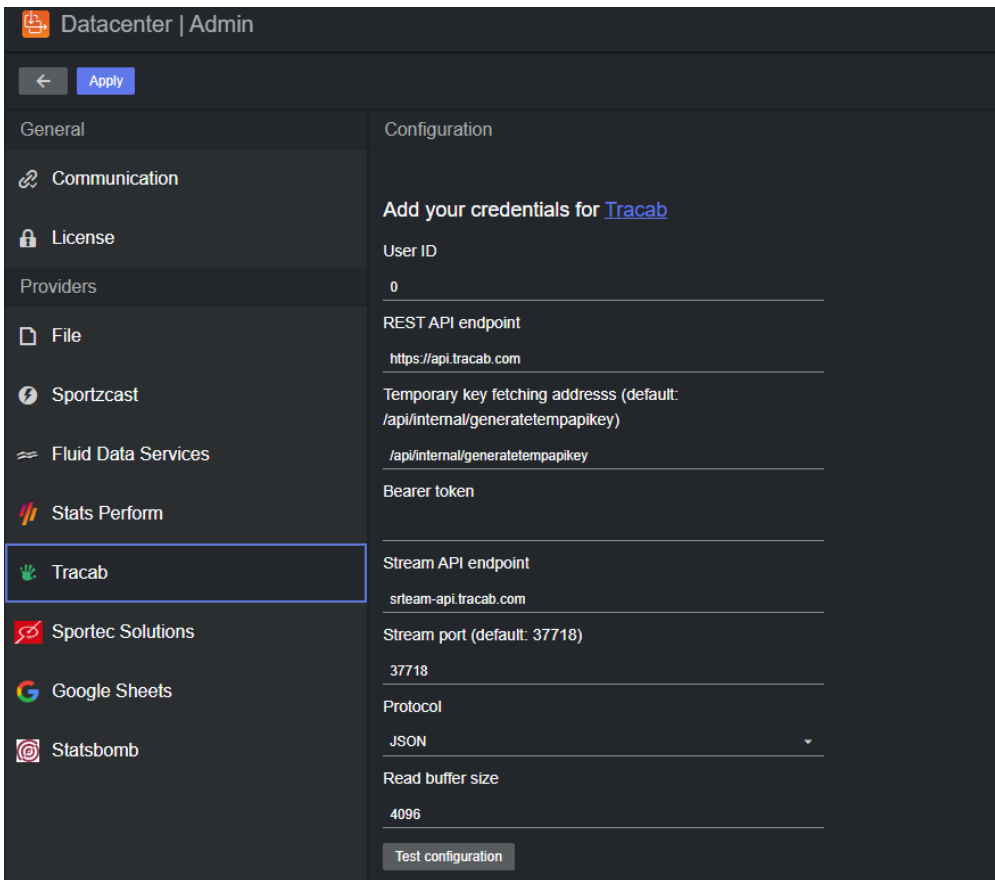 Datacenter | Admin
Apply
General
Communication
License
Providers
File
Sportzcast
Fluid Data Services
Stats Perform
Tracab
Sportec Solutions
Google Sheets
Statsbomb
Configuration
Add your credentials for Tracab
User ID
0
REST API endpoint
https://api.tracab.com
Temporary key fetching addresss (default:
/api/internal/generatetempapikey)
/api/internal/generatetempapikey
Bearer token
Stream API endpoint
srteam-api.tracab.com
Stream port (default: 37718)
37718
Protocol
JSON
Read buffer size
4096
Test configuration